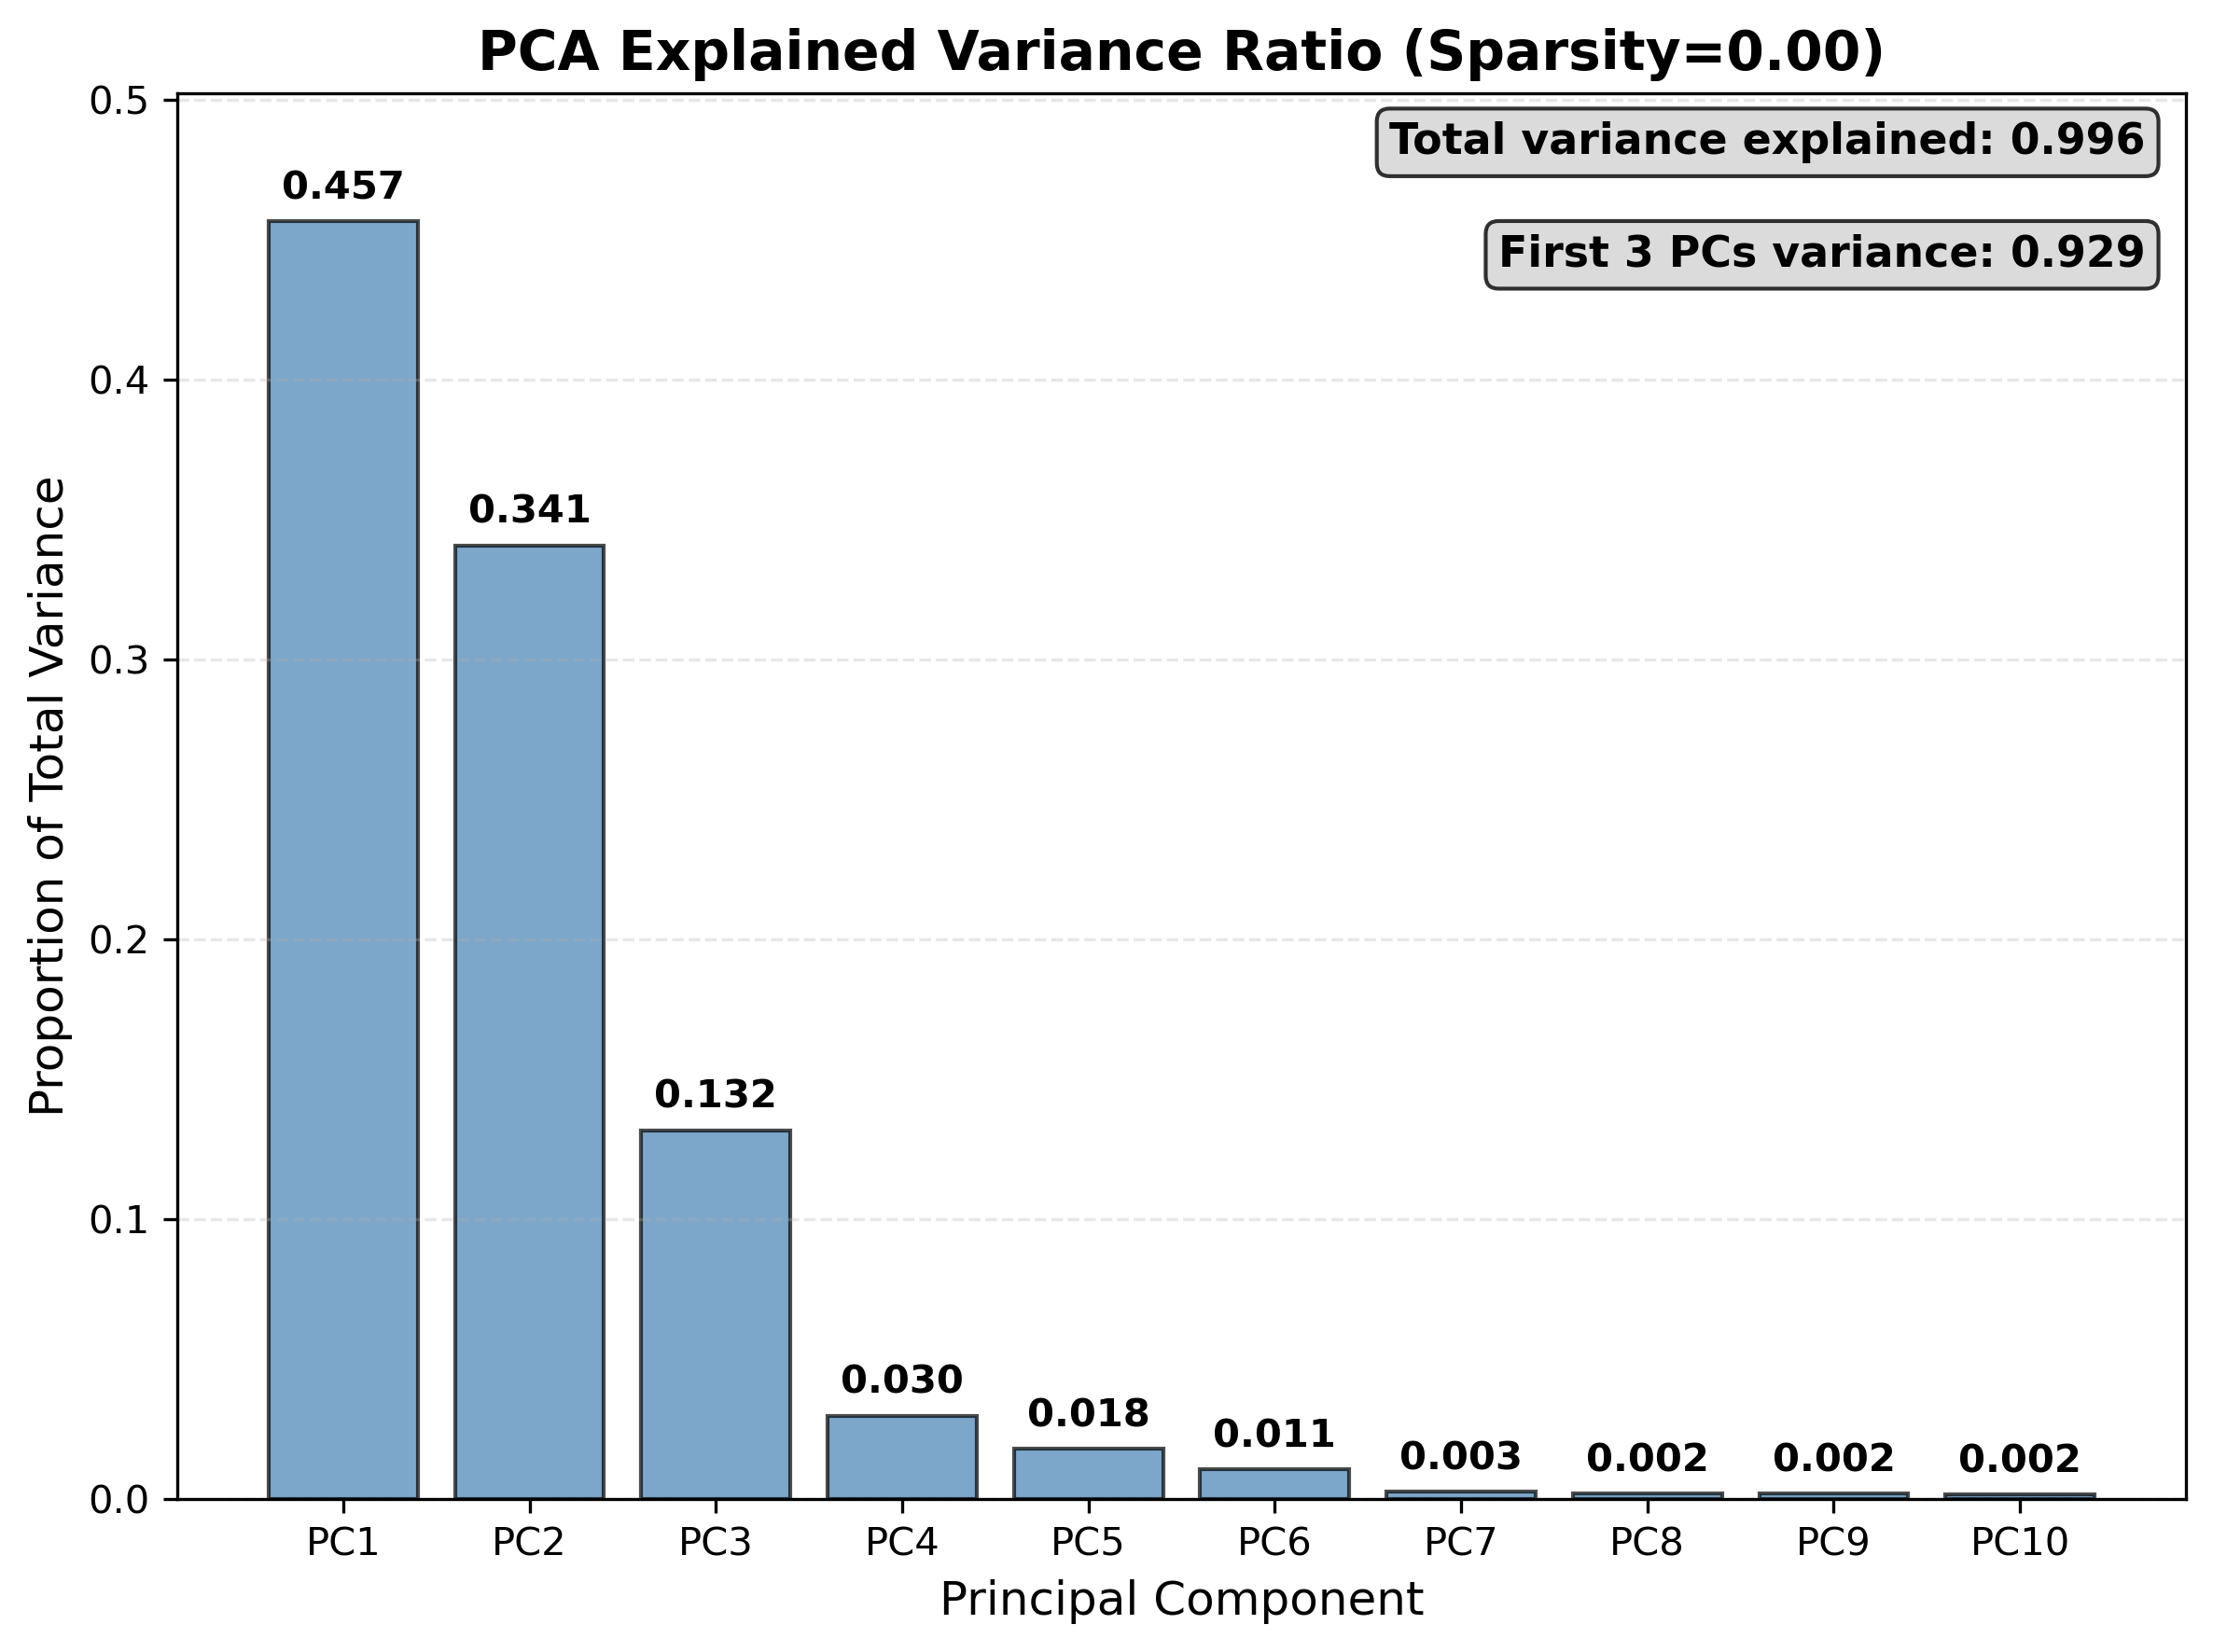 PCA Explained Variance Ratio (Sparsity=0.00)
Total variance explained: 0.996
First 3 PCs variance: 0.929
Proportion of Total Variance
0.5
0.4
0.3
0.2
0.1
0.0
0.457
0.341
0.132
0.030
0.018
0.011
0.003
0.002
0.002
0.002
PC1
PC2
PC3
PC4
PC5
PC6
PC7
PC8
PC9
PC10
Principal Component